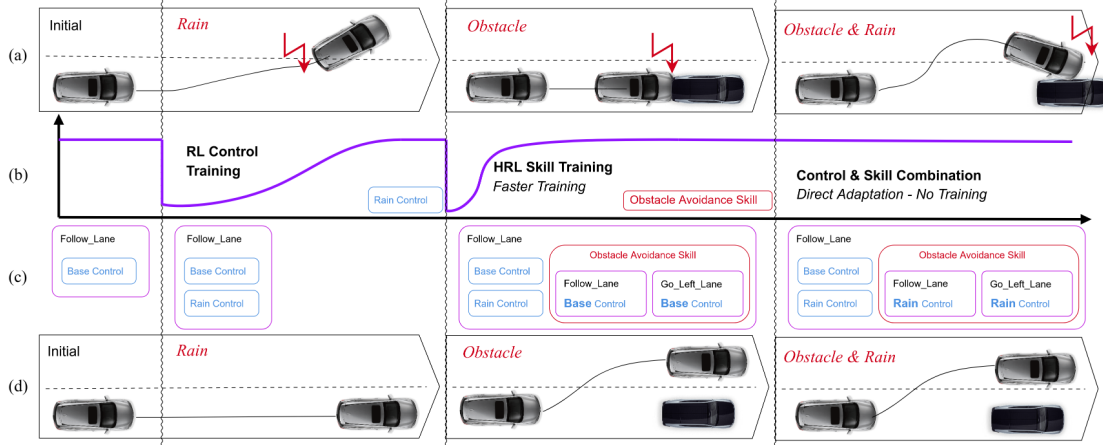 (a)
Initial
Rain
Obstacle
Obstacle & Rain
(b)
RL Control
Training
Rain Control
HRL Skill Training
Faster Training
Obstacle Avoidance Skill
Control & Skill Combination
Direct Adaptation - No Training
(c)
Follow_Lane
Base Control
Follow_Lane
Base Control
Rain Control
Follow_Lane
Base Control
Rain Control
Obstacle Avoidance Skill
Follow_Lane
Base Control
Go_Left_Lane
Base Control
Follow_Lane
Base Control
Rain Control
Obstacle Avoidance Skill
Follow_Lane
Rain Control
Go_Left_Lane
Rain Control
(d)
Initial
Rain
Obstacle
Obstacle & Rain